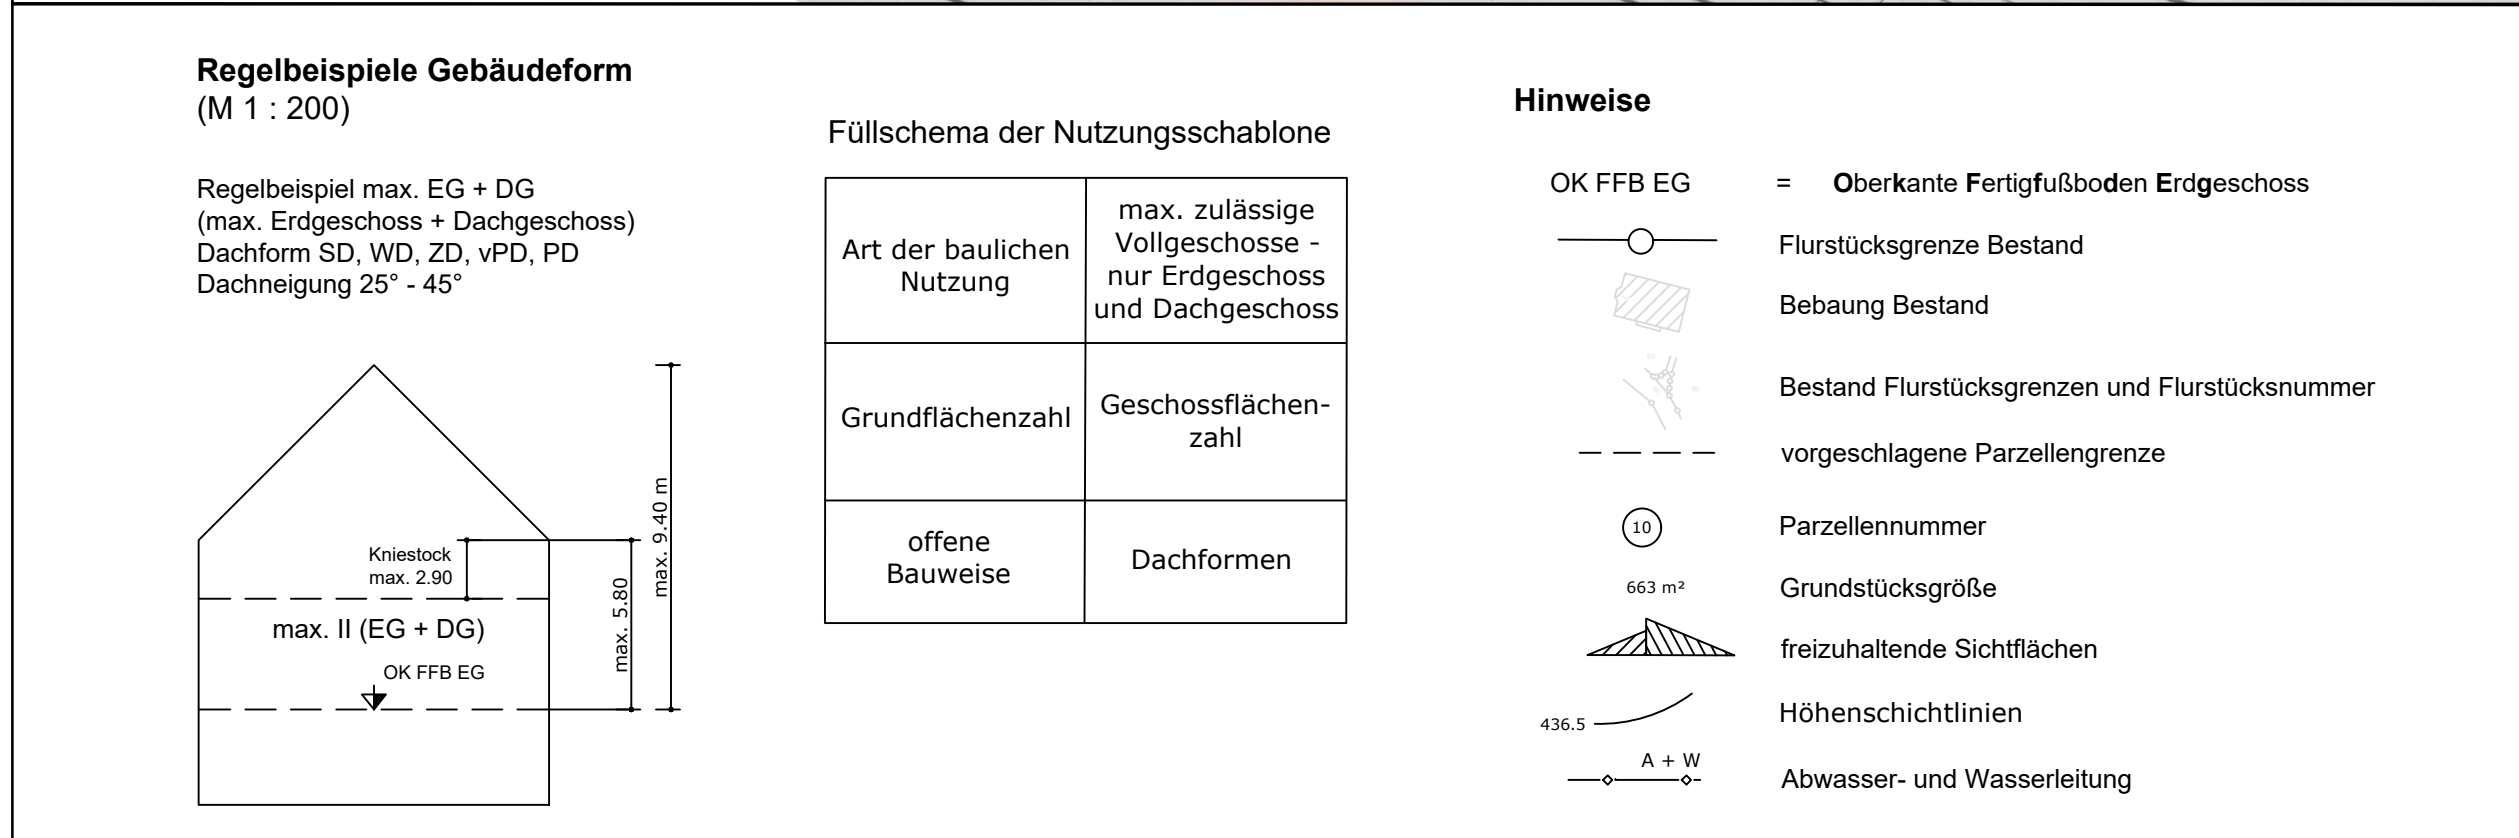 Regelbeispiele Gebäudeform
(M 1 : 200)
Regelbeispiel max. EG + DG
(max. Erdgeschoss + Dachgeschoss)
Dachform SD, WD, ZD, vPD, PD
Dachneigung 25° - 45°
Kniestock
max. 2.90
max. II (EG + DG)
OK FFB EG
max. 5.80
max. 9.40 m
Füllschema der Nutzungsschablone
Art der baulichen
Nutzung
max. zulässige
Vollgeschosse -
nur Erdgeschoss
und Dachgeschoss
Grundflächenzahl
Geschossflächen-
zahl
offene
Bauweise
Dachformen
Hinweise
OK FFB EG = Oberkante Fertigfußboden Erdgeschoss
Flurstücksgrenze Bestand
Bebaung Bestand
Bestand Flurstücksgrenzen und Flurstücksnummer
vorgeschlagene Parzellengrenze
10 Parzellennummer
663 m² Grundstücksgröße
freizuhaltende Sichtflächen
436.5 Höhenschichtlinien
A + W
Abwasser- und Wasserleitung